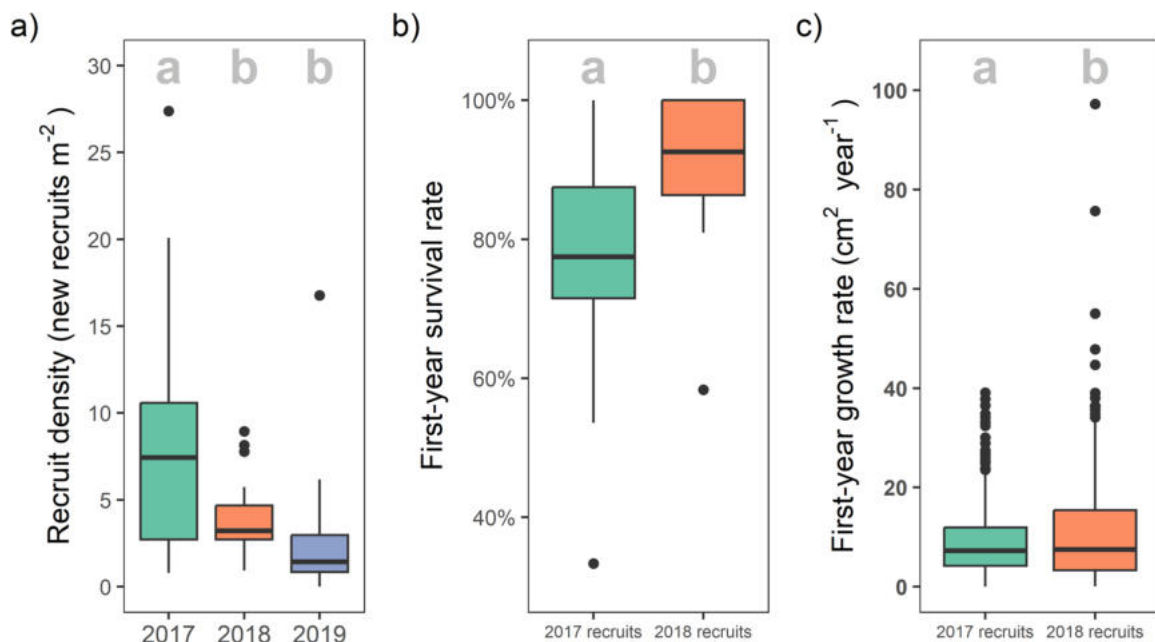 a)
Recruit density (new recruits m⁻²)
30
25
20
15
10
5
0
a b b
2017 2018 2019
b)
First-year survival rate
100%
80%
60%
40%
a b
2017 recruits 2018 recruits
c)
First-year growth rate (cm² year⁻¹)
100
80
60
40
20
0
a b
2017 recruits 2018 recruits